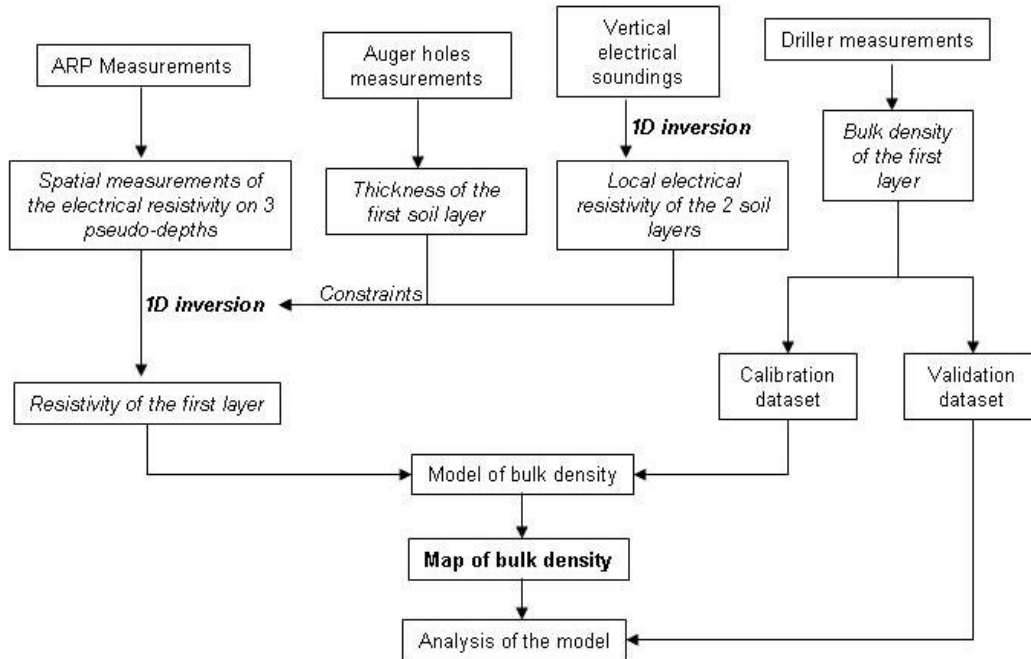 ARP Measurements
Auger holes
measurements
Vertical
electrical
soundings
Driller measurements
1D inversion
Spatial measurements of
the electrical resistivity on 3
pseudo-depths
Thickness of the
first soil layer
Local electrical
resistivity of the 2 soil
layers
Bulk density
of the first
layer
1D inversion
Constraints
Resistivity of the first layer
Calibration
dataset
Validation
dataset
Model of bulk density
Map of bulk density
Analysis of the model